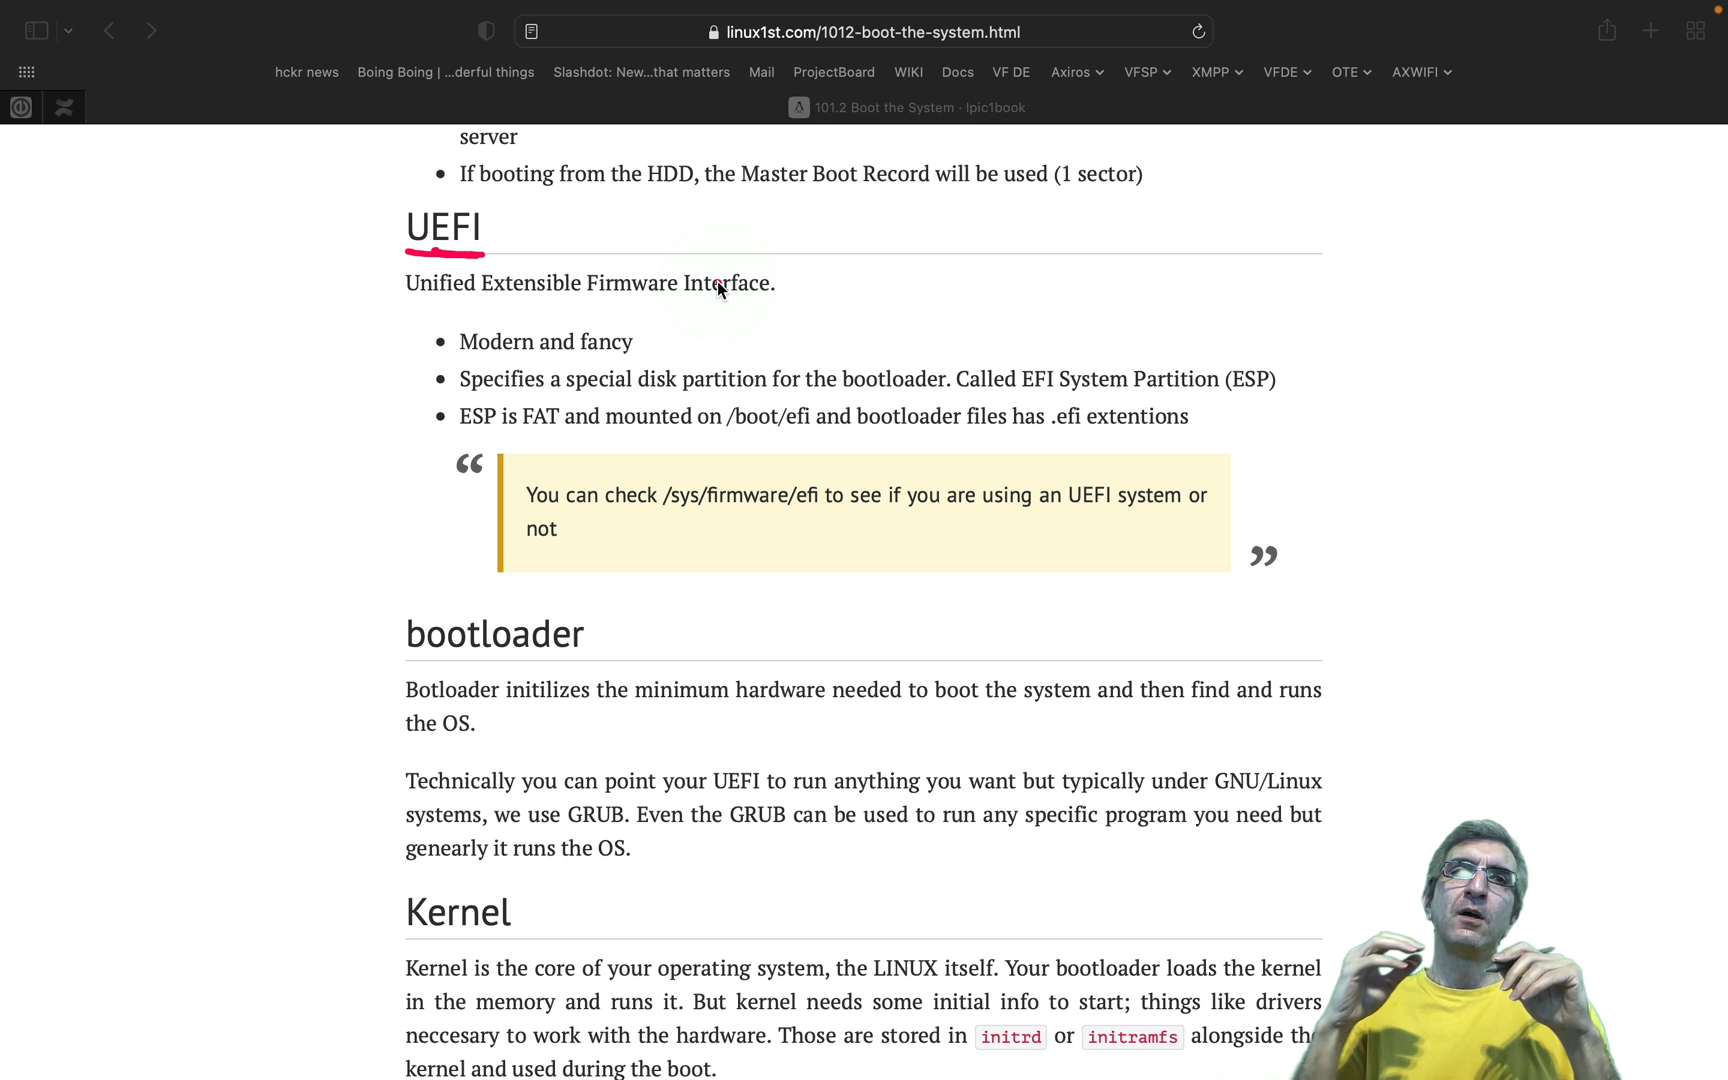 linux1st.com/1012-boot-the-system.html
hckr news Boing Boing | ...derful things Slashdot: New...that matters Mail ProjectBoard WIKI Docs VF DE Axiros VFSP XMPP VFDE OTE AXWIFI
101.2 Boot the System · lpic1book
server
• If booting from the HDD, the Master Boot Record will be used (1 sector)
UEFI
Unified Extensible Firmware Interface.
• Modern and fancy
• Specifies a special disk partition for the bootloader. Called EFI System Partition (ESP)
• ESP is FAT and mounted on /boot/efi and bootloader files has .efi extentions
“ You can check /sys/firmware/efi to see if you are using an UEFI system or
not ”
bootloader
Botloader initilizes the minimum hardware needed to boot the system and then find and runs
the OS.
Technically you can point your UEFI to run anything you want but typically under GNU/Linux
systems, we use GRUB. Even the GRUB can be used to run any specific program you need but
genearly it runs the OS.
Kernel
Kernel is the core of your operating system, the LINUX itself. Your bootloader loads the kernel
in the memory and runs it. But kernel needs some initial info to start; things like drivers
neccesary to work with the hardware. Those are stored in initrd or initramfs alongside the
kernel and used during the boot.